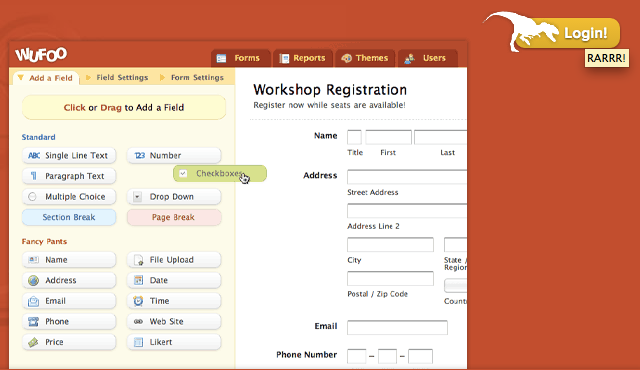 Login!
RARRR!
WUFOO
Forms
Reports
Themes
Users
Add a Field
Field Settings
Form Settings
Click or Drag to Add a Field
Standard
ABC Single Line Text
123 Number
Paragraph Text
Checkboxes
Multiple Choice
Drop Down
Section Break
Page Break
Fancy Pants
Name
File Upload
Address
Date
Email
Time
Phone
Web Site
Price
Likert
Workshop Registration
Register now while seats are available!
Name
Title First Last
Address
Street Address
Address Line 2
City
State /
Region
Postal / Zip Code
Email
Phone Number